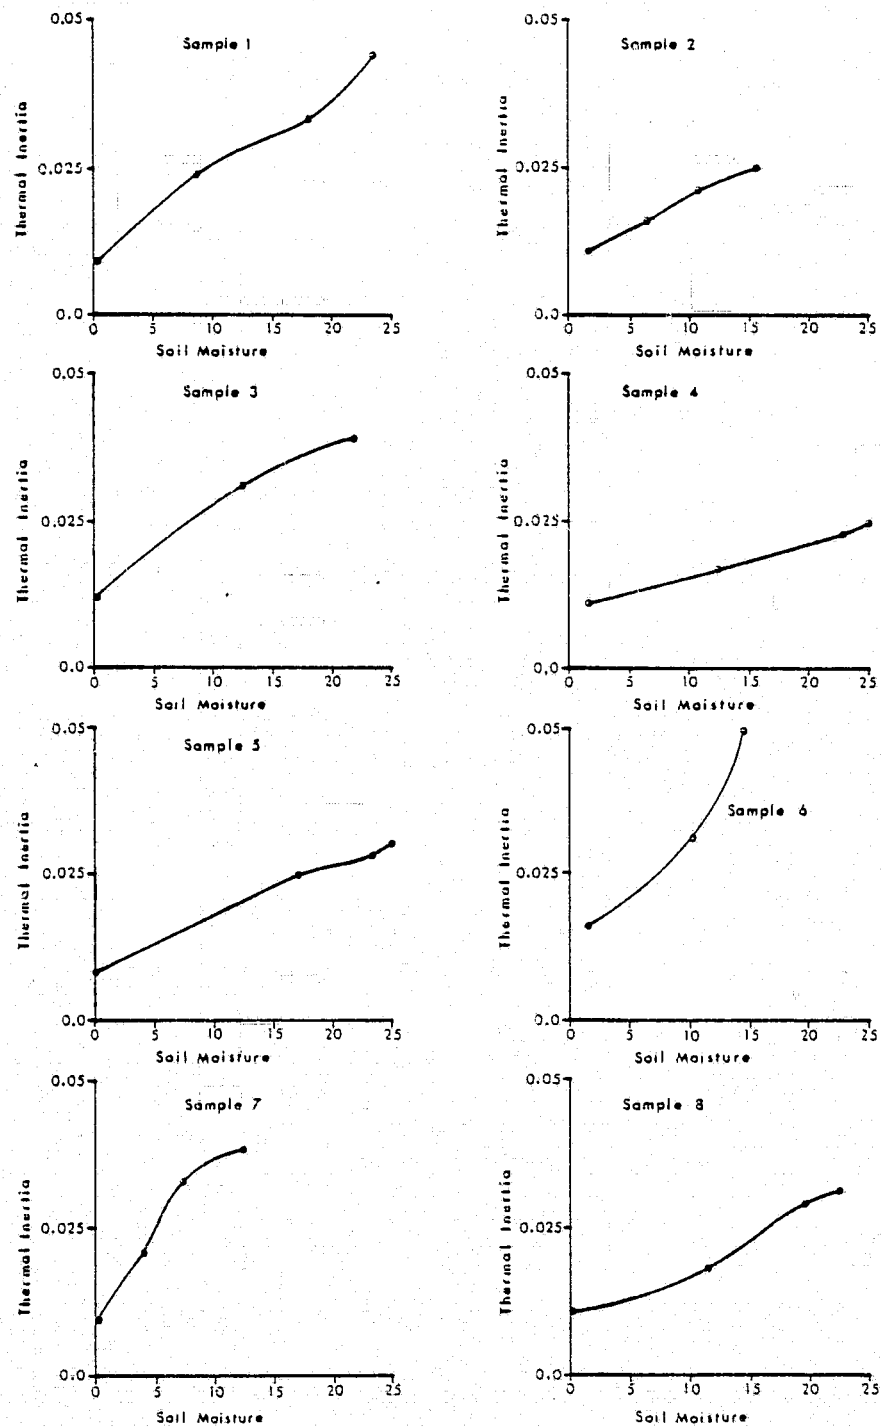 0.05
Sample 1
Thermal Inertia
0.025
0.0
0 5 10 15 20 25
Soil Moisture
0.05
Sample 2
Thermal Inertia
0.025
0.0
0 5 10 15 20 25
Soil Moisture
0.05
Sample 3
Thermal Inertia
0.025
0.0
0 5 10 15 20 25
Soil Moisture
0.05
Sample 4
Thermal Inertia
0.025
0.0
0 5 10 15 20 25
Soil Moisture
0.05
Sample 5
Thermal Inertia
0.025
0.0
0 5 10 15 20 25
Soil Moisture
0.05
Sample 6
Thermal Inertia
0.025
0.0
0 5 10 15 20 25
Soil Moisture
0.05
Sample 7
Thermal Inertia
0.025
0.0
0 5 10 15 20 25
Soil Moisture
0.05
Sample 8
Thermal Inertia
0.025
0.0
0 5 10 15 20 25
Soil Moisture